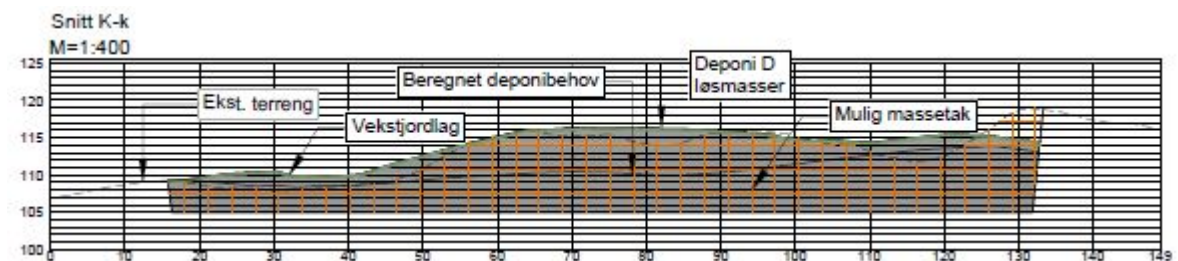 Snitt K-k
M=1:400
125
120
115
110
105
100
Ekst. terreng
Vekstjordlag
Beregnet deponibehov
Deponi D
løsmasser
Mulig massetak
0 10 20 30 40 50 60 70 80 90 100 110 120 130 140 149